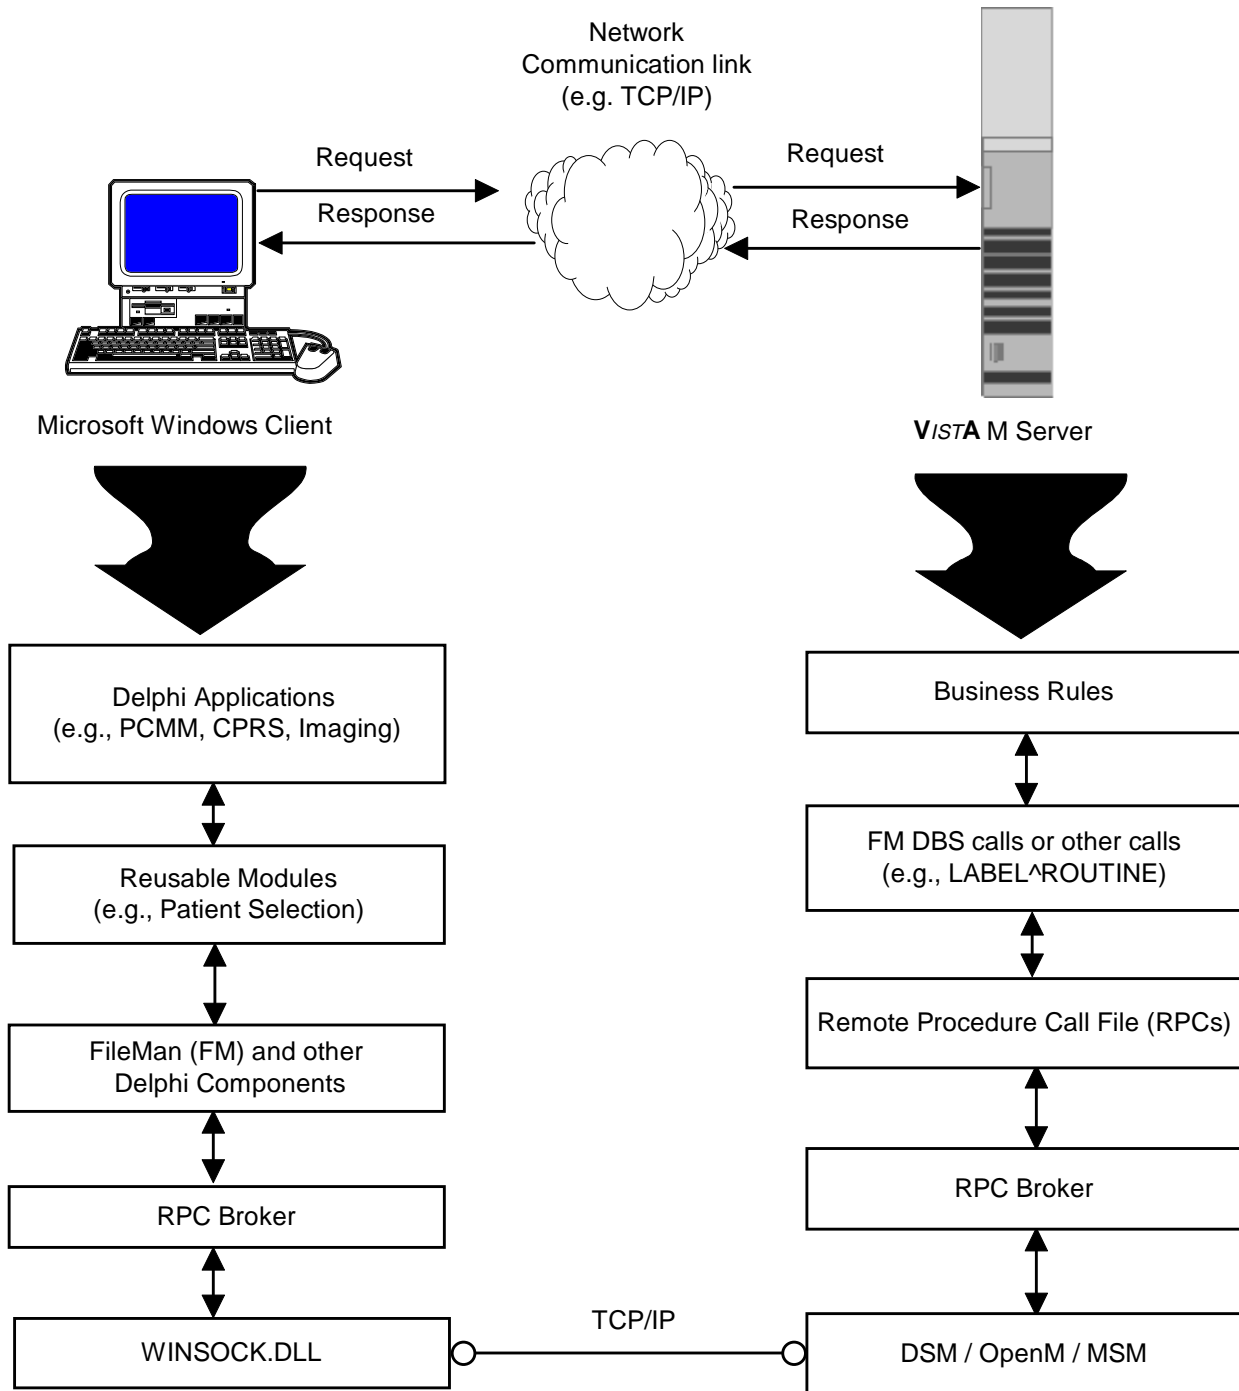 Network
Communication link
(e.g. TCP/IP)
Request
Request
Response
Response
Microsoft Windows Client
VISTA M Server
Delphi Applications
(e.g., PCMM, CPRS, Imaging)
Business Rules
FM DBS calls or other calls
(e.g., LABEL^ROUTINE)
Reusable Modules
(e.g., Patient Selection)
Remote Procedure Call File (RPCs)
FileMan (FM) and other
Delphi Components
RPC Broker
RPC Broker
TCP/IP
WINSOCK.DLL
DSM / OpenM / MSM